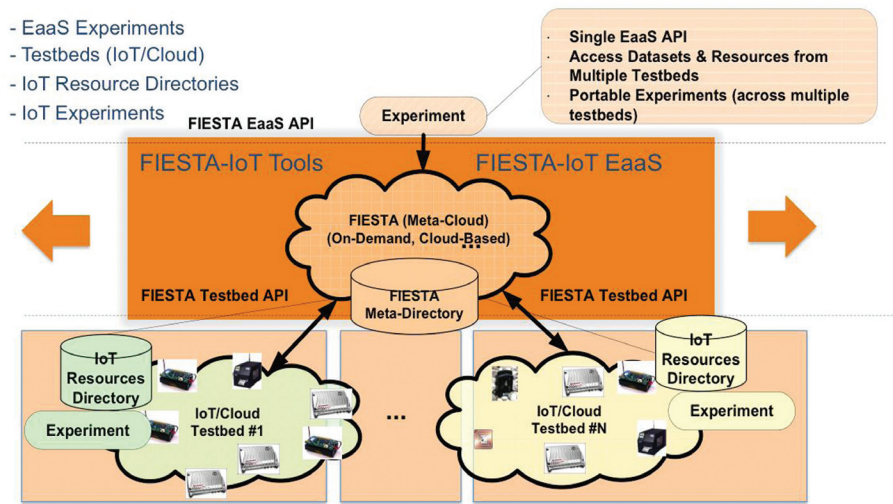 - EaaS Experiments
- Testbeds (IoT/Cloud)
- IoT Resource Directories
- IoT Experiments
· Single EaaS API
· Access Datasets & Resources from
Multiple Testbeds
· Portable Experiments (across multiple
testbeds)
Experiment
FIESTA EaaS API
FIESTA-IoT Tools
FIESTA-IoT EaaS
FIESTA (Meta-Cloud)
(On-Demand, Cloud-Based)
...
FIESTA Testbed API
FIESTA
Meta-Directory
FIESTA Testbed API
IoT
Resources
Directory
Experiment
IoT/Cloud
Testbed #1
...
IoT/Cloud
Testbed #N
IoT
Resources
Directory
Experiment